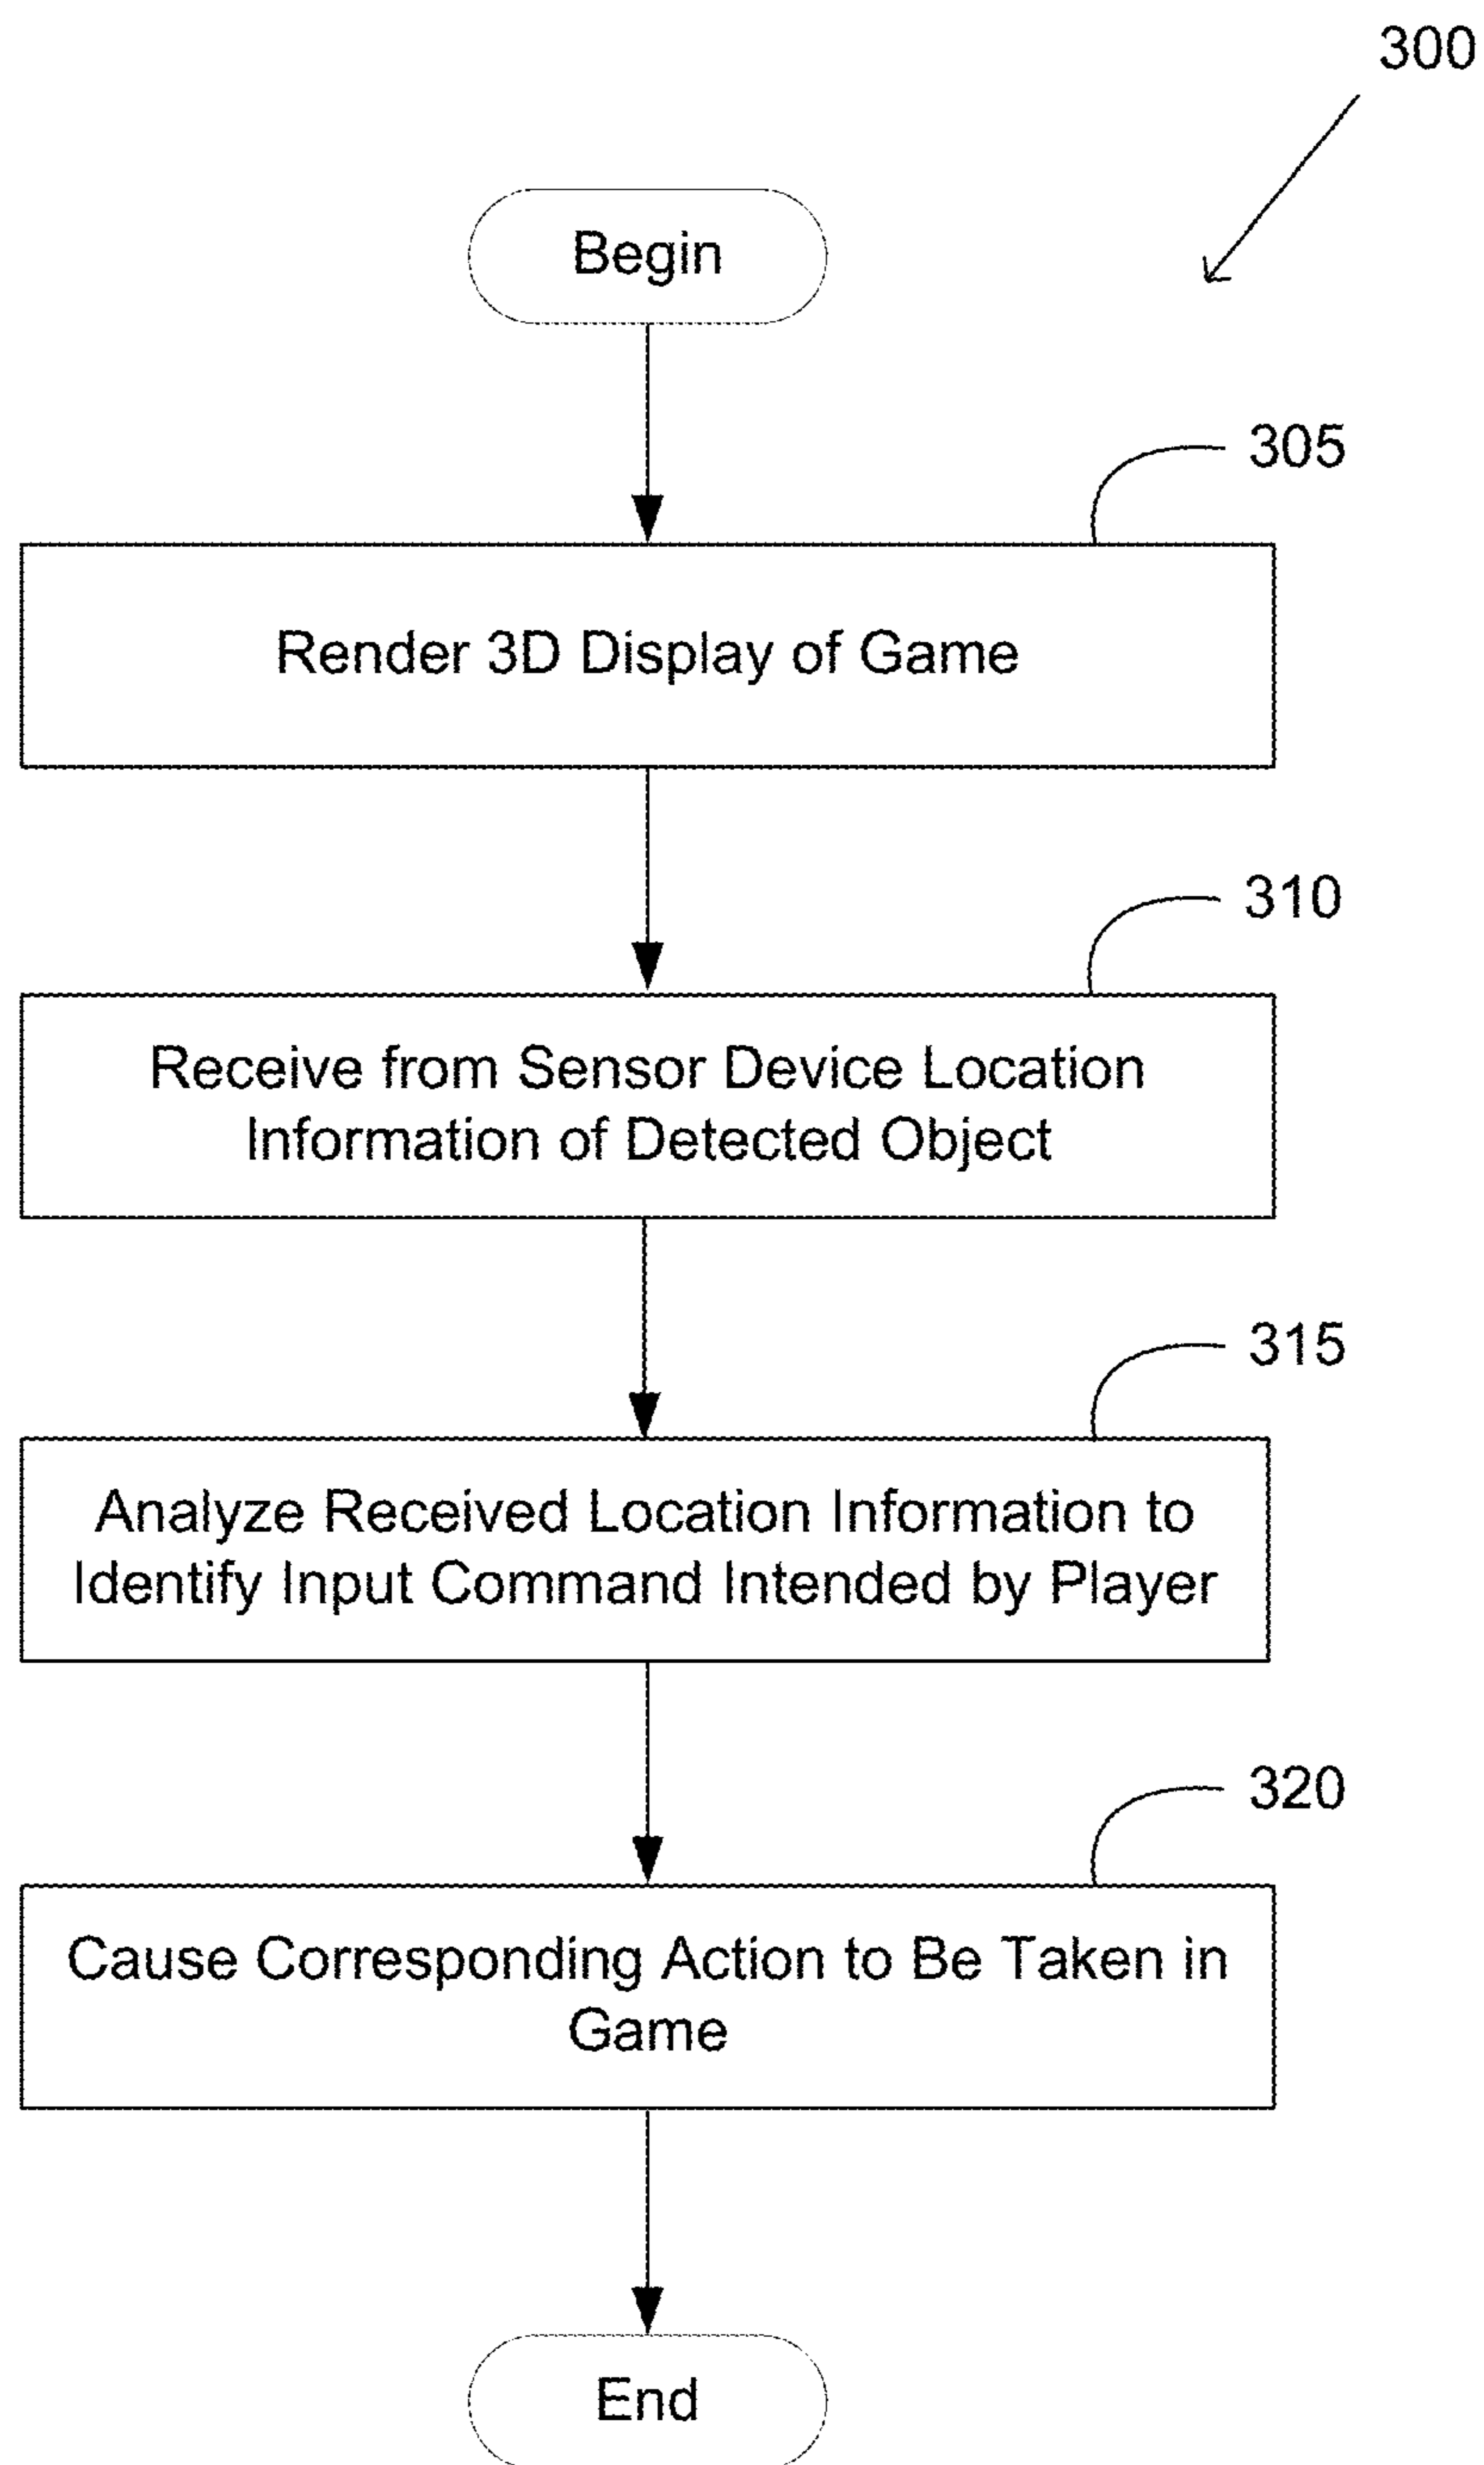 300
Begin
305
Render 3D Display of Game
310
Receive from Sensor Device Location
Information of Detected Object
315
Analyze Received Location Information to
Identify Input Command Intended by Player
320
Cause Corresponding Action to Be Taken in
Game
End